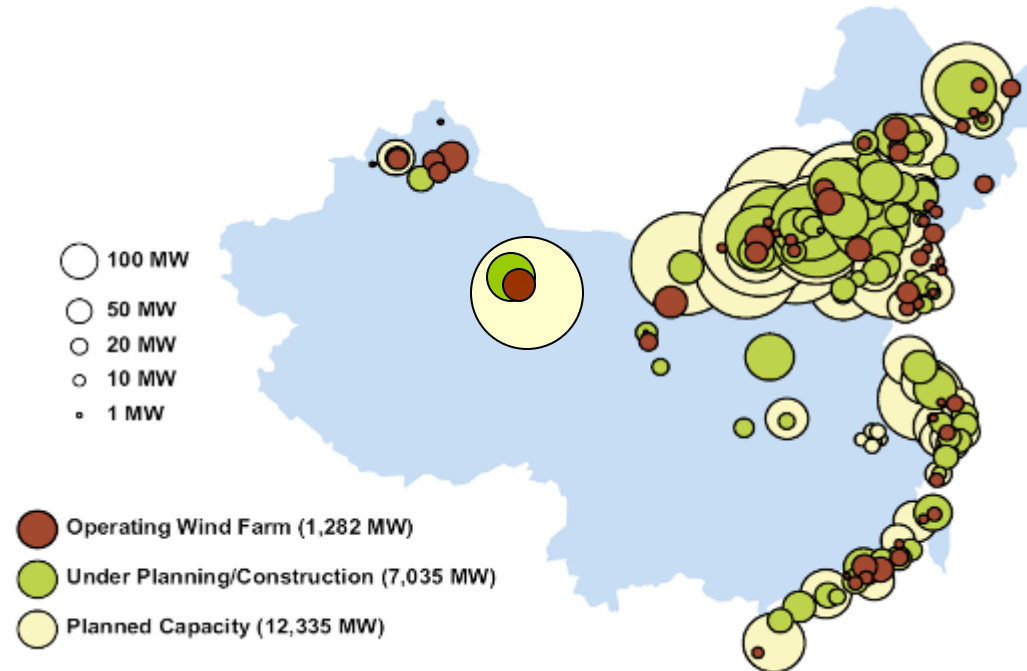 100 MW
50 MW
20 MW
10 MW
1 MW
Operating Wind Farm (1,282 MW)
Under Planning/Construction (7,035 MW)
Planned Capacity (12,335 MW)